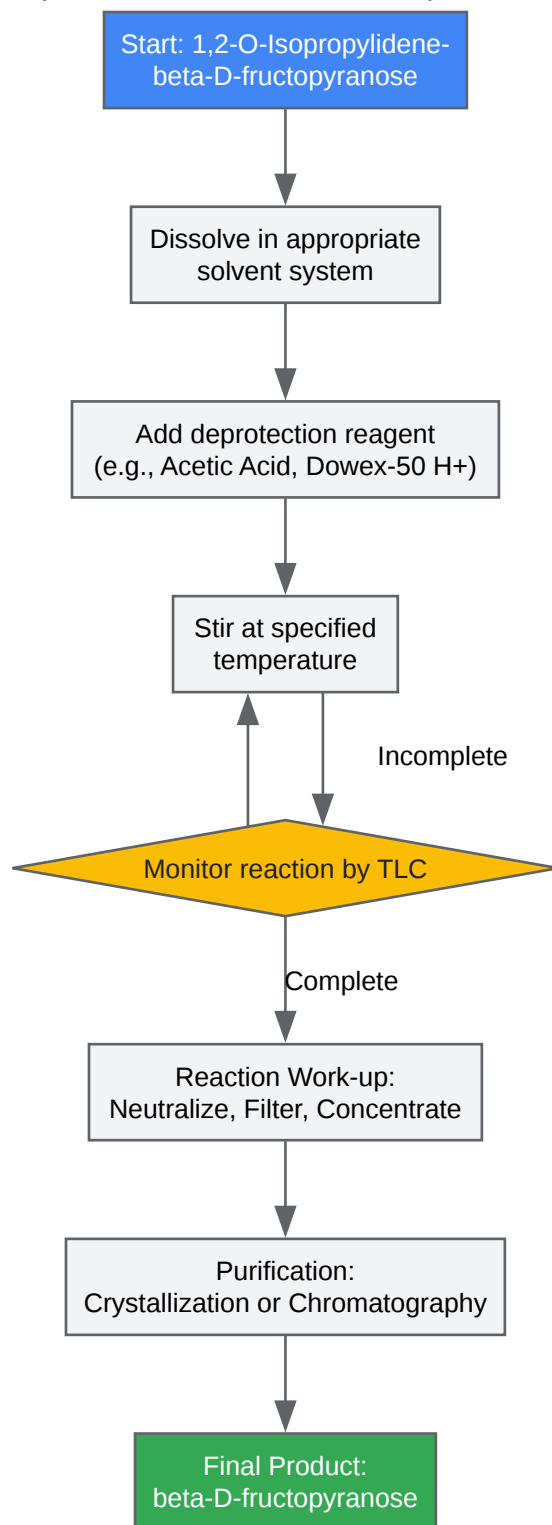 Start: 1,2-O-Isopropylidene-
beta-D-fructopyranose
Dissolve in appropriate
solvent system
Add deprotection reagent
(e.g., Acetic Acid, Dowex-50 H+)
Stir at specified
temperature
Incomplete
Monitor reaction by TLC
Complete
Reaction Work-up:
Neutralize, Filter, Concentrate
Purification:
Crystallization or Chromatography
Final Product:
beta-D-fructopyranose